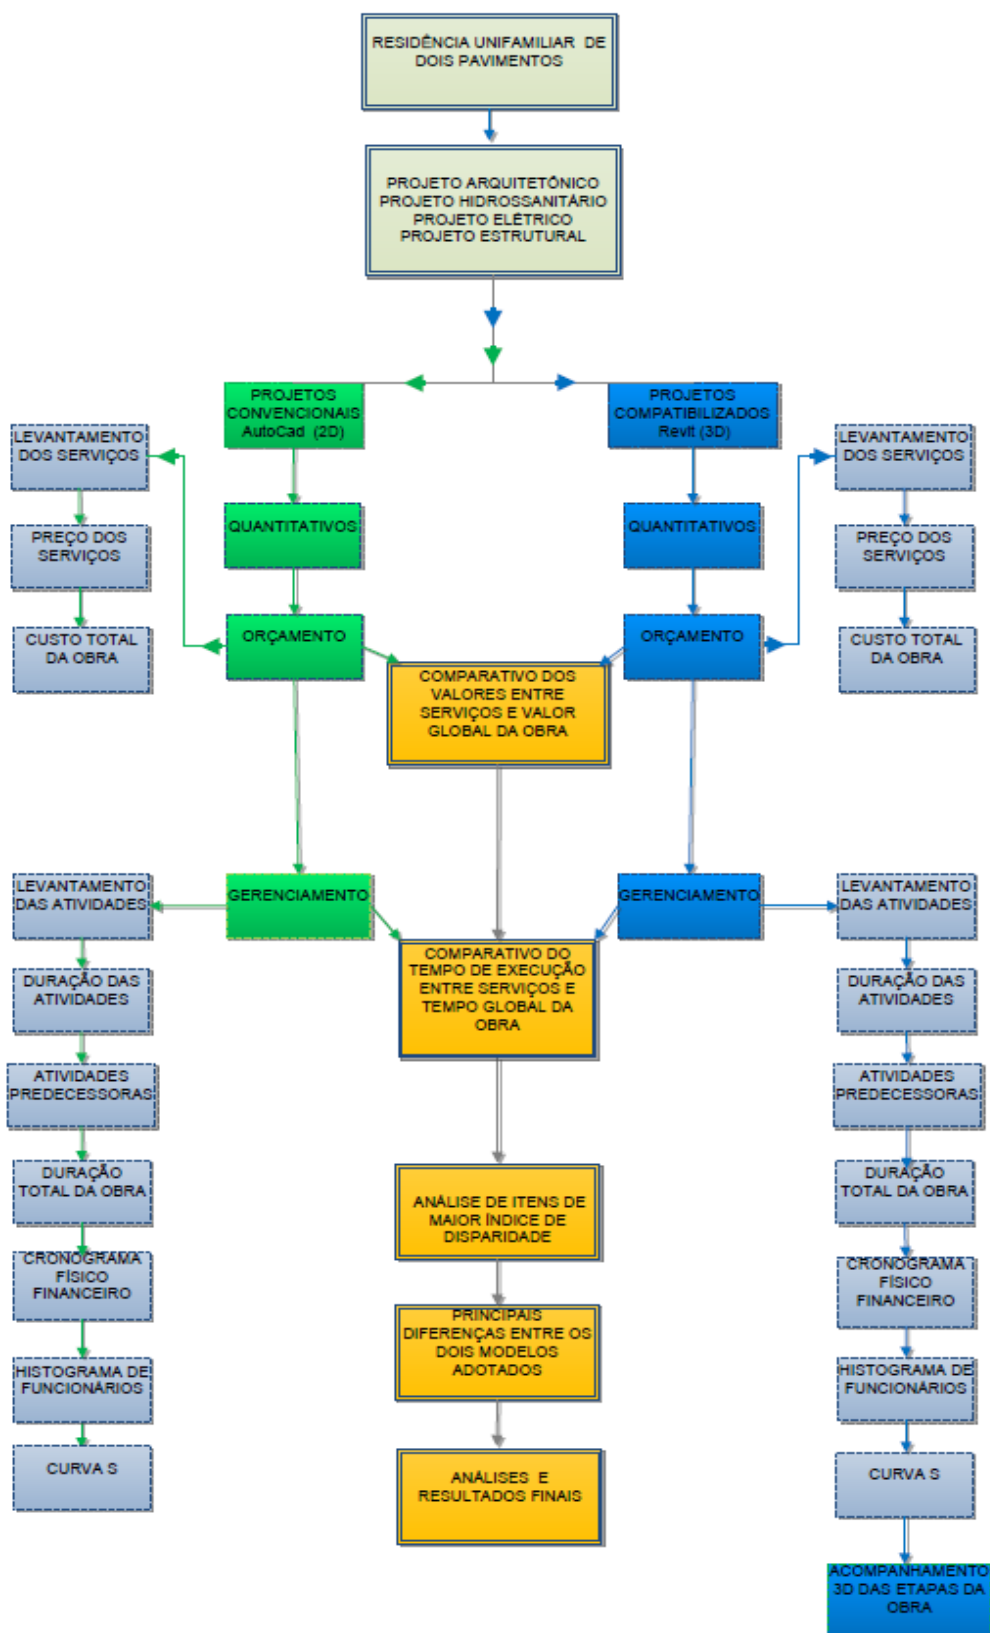 RESIDÊNCIA UNIFAMILIAR DE
DOIS PAVIMENTOS
PROJETO ARQUITETÔNICO
PROJETO HIDROSSANITÁRIO
PROJETO ELÉTRICO
PROJETO ESTRUTURAL
PROJETOS
CONVENCIONAIS
AutoCad (2D)
PROJETOS
COMPATIBILIZADOS
Revit (3D)
LEVANTAMENTO
DOS SERVIÇOS
LEVANTAMENTO
DOS SERVIÇOS
PREÇO DOS
SERVIÇOS
QUANTITATIVOS
QUANTITATIVOS
PREÇO DOS
SERVIÇOS
CUSTO TOTAL
DA OBRA
ORÇAMENTO
ORÇAMENTO
CUSTO TOTAL
DA OBRA
COMPARATIVO DOS
VALORES ENTRE
SERVIÇOS E VALOR
GLOBAL DA OBRA
LEVANTAMENTO
DAS ATIVIDADES
GERENCIAMENTO
GERENCIAMENTO
LEVANTAMENTO
DAS ATIVIDADES
COMPARATIVO DO
TEMPO DE EXECUÇÃO
ENTRE SERVIÇOS E
TEMPO GLOBAL DA
OBRA
DURAÇÃO DAS
ATIVIDADES
DURAÇÃO DAS
ATIVIDADES
ATIVIDADES
PREDECESSORAS
ATIVIDADES
PREDECESSORAS
DURAÇÃO
TOTAL DA OBRA
ANÁLISE DE ITENS DE
MAIOR ÍNDICE DE
DISPARIDADE
DURAÇÃO
TOTAL DA OBRA
CRONOGRAMA
FÍSICO
FINANCEIRO
CRONOGRAMA
FÍSICO
FINANCEIRO
PRINCIPAIS
DIFERENÇAS ENTRE OS
DOIS MODELOS
ADOTADOS
HISTOGRAMA DE
FUNCIONÁRIOS
HISTOGRAMA DE
FUNCIONÁRIOS
CURVA S
ANÁLISES E
RESULTADOS FINAIS
CURVA S
ACOMPANHAMENTO
3D DAS ETAPAS DA
OBRA